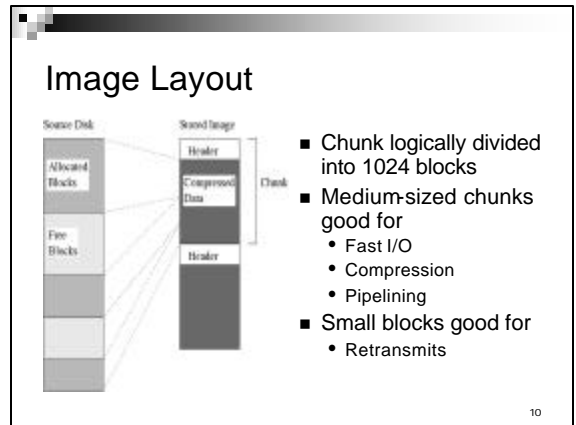 Image Layout
Source Disk
Stored Image
Allocated
Blocks
Free
Blocks
Header
Compressed
Data
Header
Chunk
■ Chunk logically divided
into 1024 blocks
■ Medium-sized chunks
good for
• Fast I/O
• Compression
• Pipelining
■ Small blocks good for
• Retransmits
10